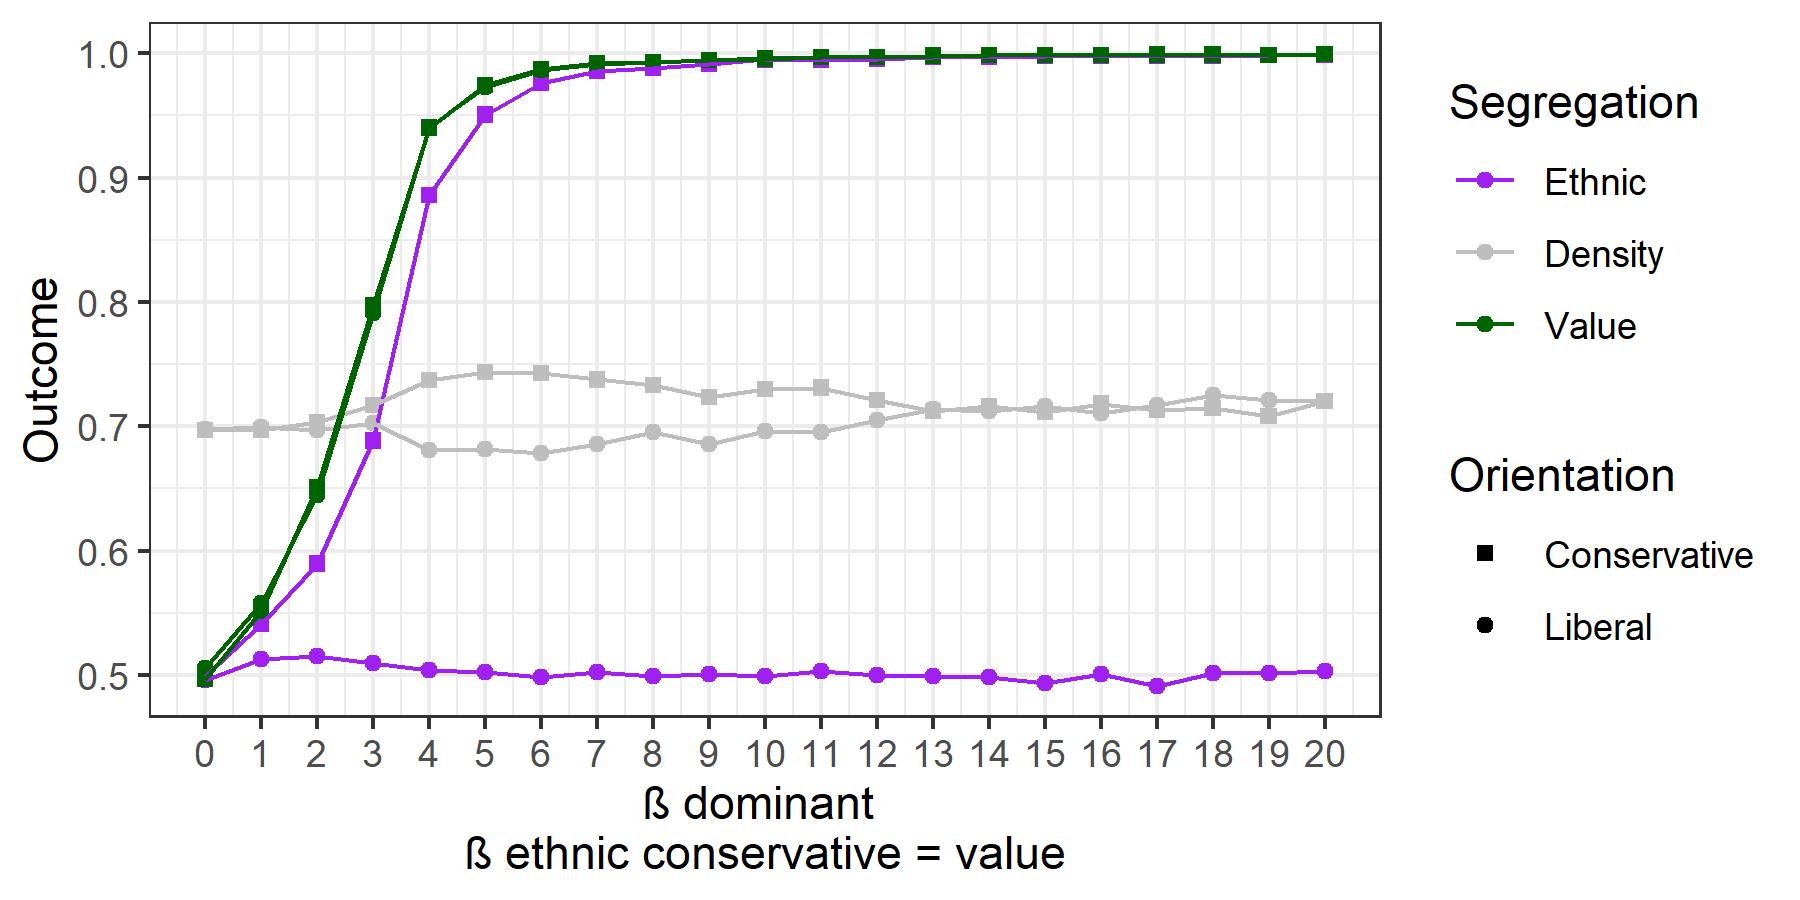 1.0
0.9
0.8
0.7
0.6
0.5
Outcome
0 1 2 3 4 5 6 7 8 9 10 11 12 13 14 15 16 17 18 19 20
ß dominant
ß ethnic conservative = value
Segregation
Ethnic
Density
Value
Orientation
Conservative
Liberal